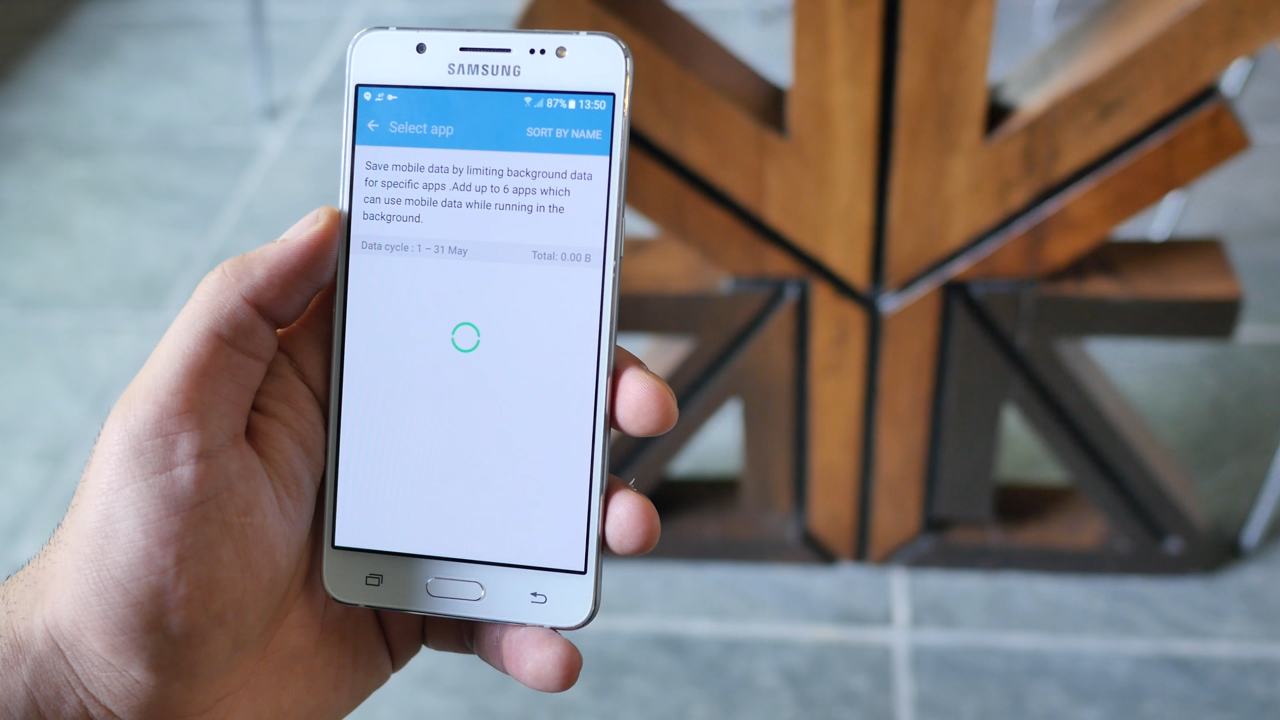 SAMSUNG
87% 13:50
Select app SORT BY NAME
Save mobile data by limiting background data
for specific apps .Add up to 6 apps which
can use mobile data while running in the
background.
Data cycle : 1 – 31 May Total: 0.00 B